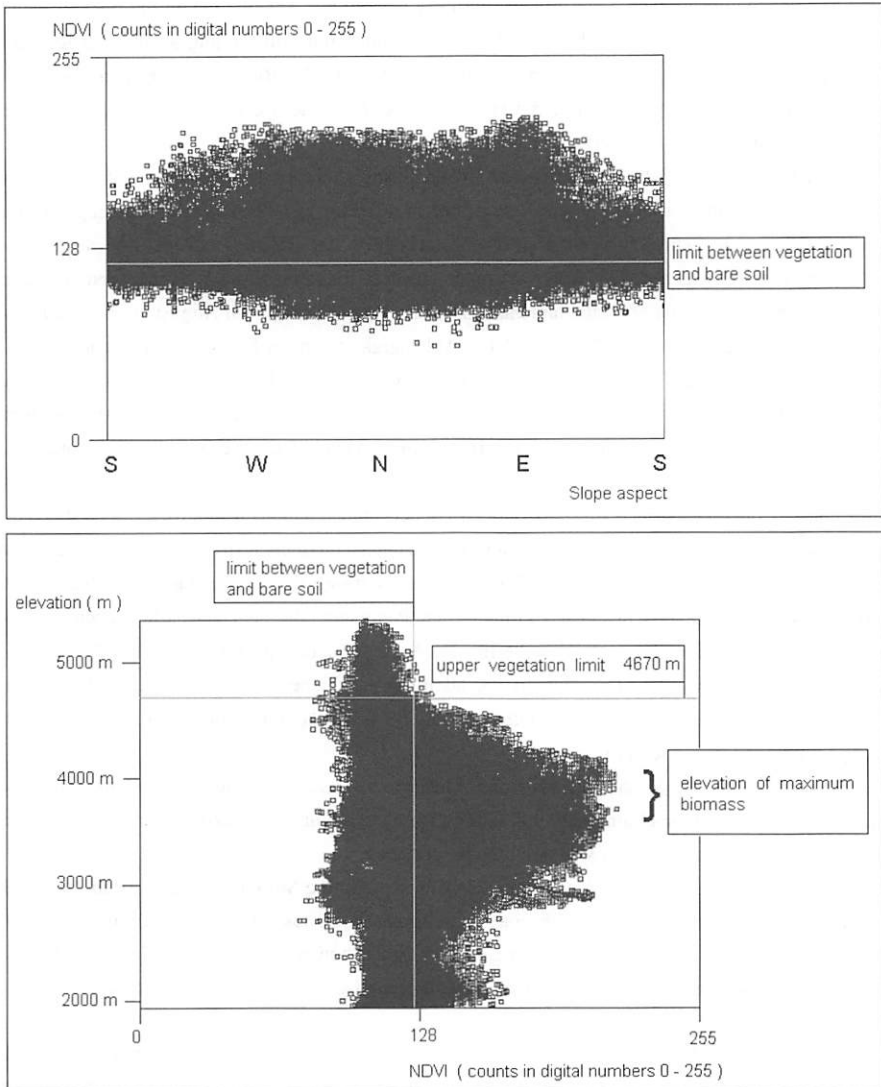 NDVI ( counts in digital numbers 0 - 255 )
255
128
limit between vegetation
and bare soil
0
S W N E S
Slope aspect
limit between vegetation
and bare soil
elevation ( m )
5000 m
upper vegetation limit 4670 m
4000 m
} elevation of maximum
biomass
3000 m
2000 m
0 128 255
NDVI ( counts in digital numbers 0 - 255 )